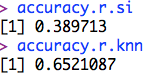 > accuracy.r.si
[1] 0.389713
> accuracy.r.knn
[1] 0.6521087